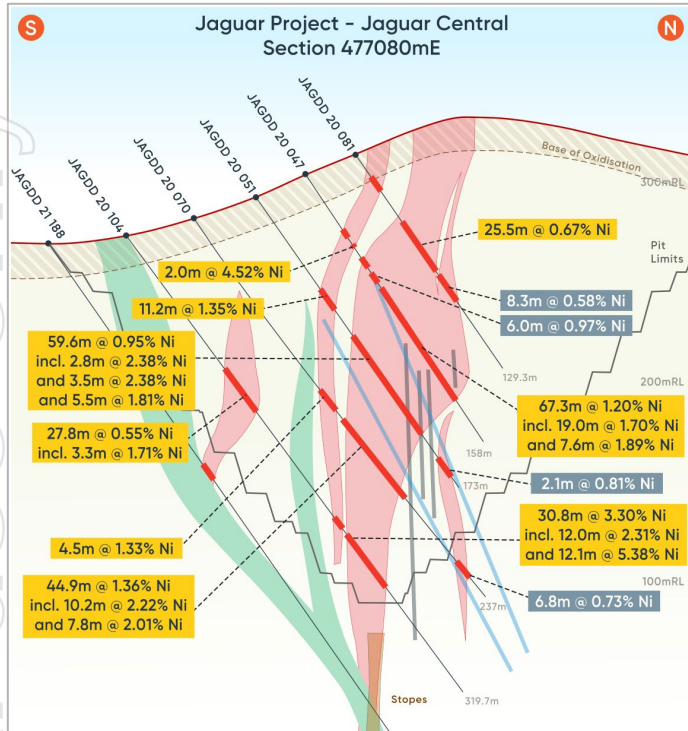 S
Jaguar Project - Jaguar Central
Section 477080mE
N
JAGDD 20 081
JAGDD 20 047
JAGDD 20 051
JAGDD 20 070
JAGDD 20 104
JAGDD 21 188
Base of Oxidisation
300mRL
25.5m @ 0.67% Ni
Pit
Limits
2.0m @ 4.52% Ni
8.3m @ 0.58% Ni
11.2m @ 1.35% Ni
6.0m @ 0.97% Ni
59.6m @ 0.95% Ni
incl. 2.8m @ 2.38% Ni
and 3.5m @ 2.38% Ni
and 5.5m @ 1.81% Ni
129.3m
200mRL
67.3m @ 1.20% Ni
incl. 19.0m @ 1.70% Ni
and 7.6m @ 1.89% Ni
27.8m @ 0.55% Ni
incl. 3.3m @ 1.71% Ni
158m
173m
2.1m @ 0.81% Ni
30.8m @ 3.30% Ni
incl. 12.0m @ 2.31% Ni
and 12.1m @ 5.38% Ni
4.5m @ 1.33% Ni
44.9m @ 1.36% Ni
incl. 10.2m @ 2.22% Ni
and 7.8m @ 2.01% Ni
100mRL
237m
6.8m @ 0.73% Ni
319.7m
Stopes